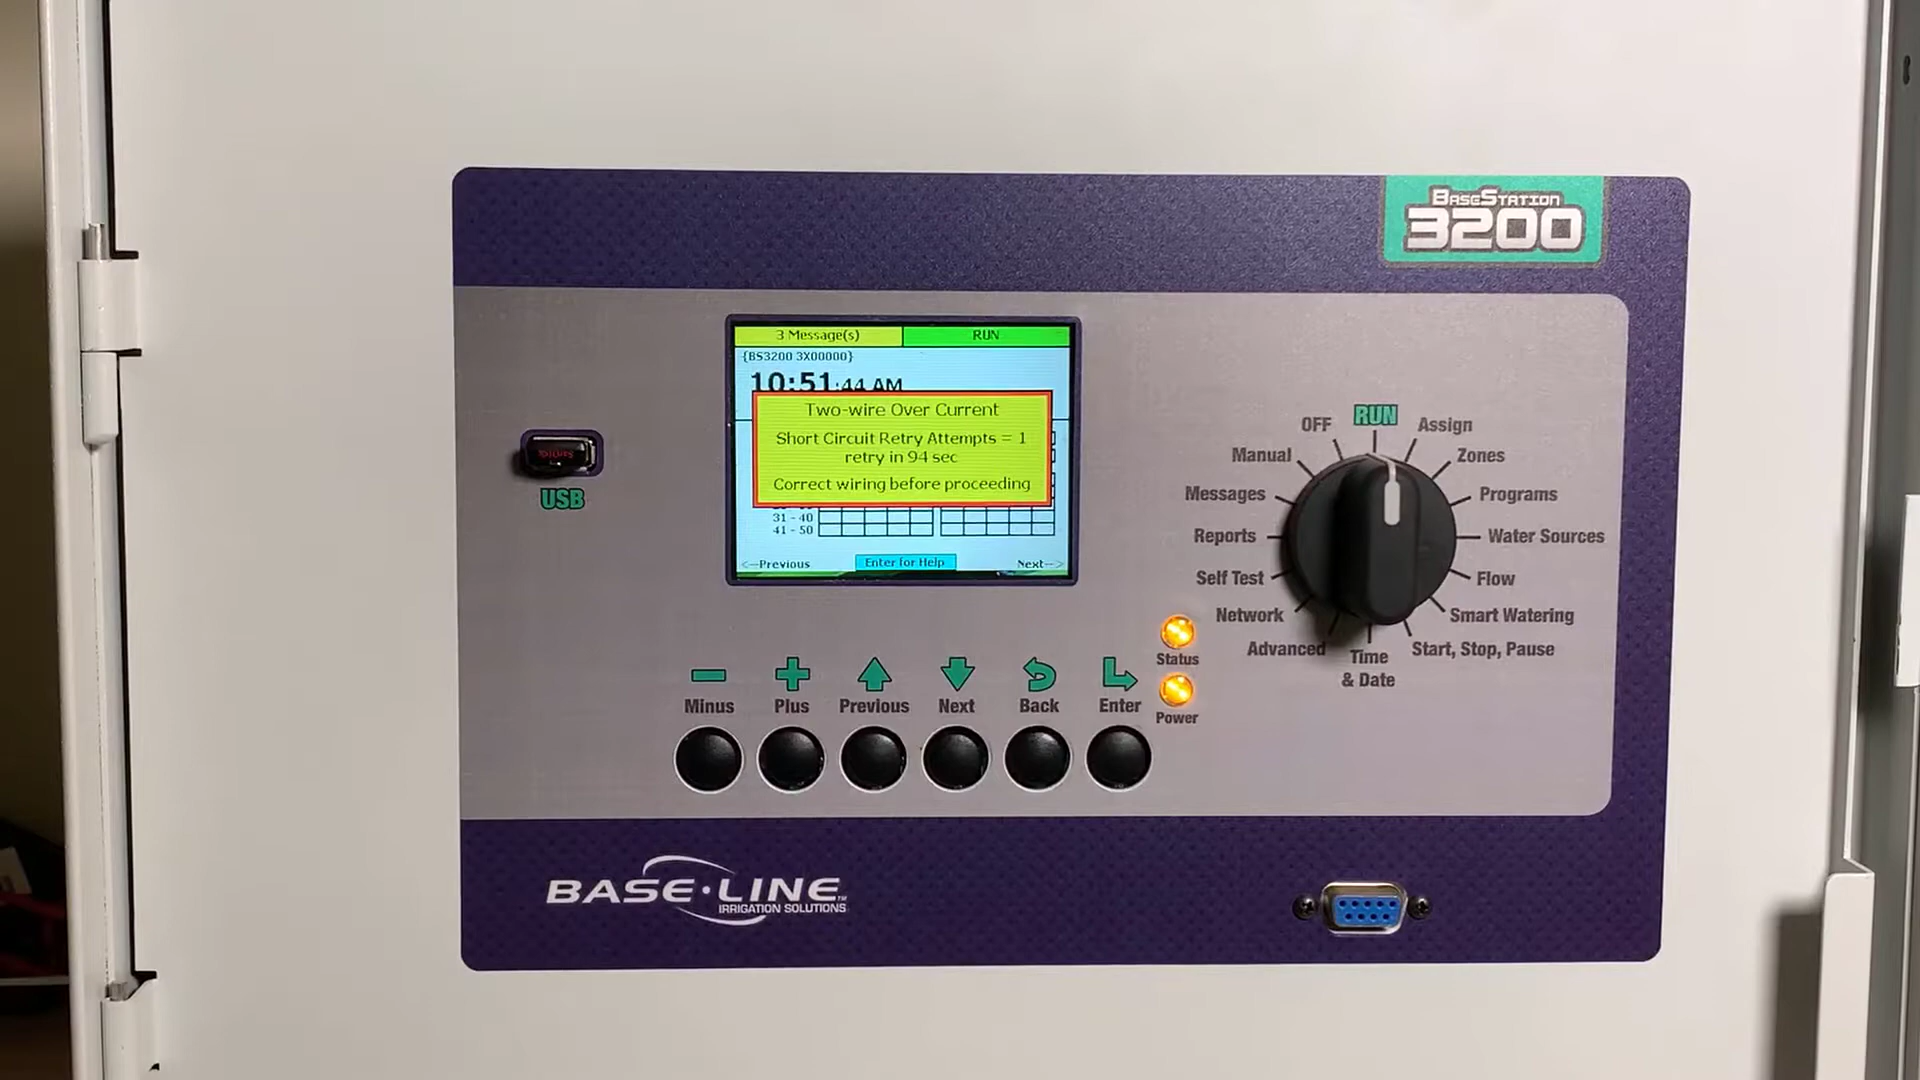 BASESTATION
3200
3 Message(s)
RUN
{BS3200 3X00000}
10:51:44 AM
Two-wire Over Current
Short Circuit Retry Attempts = 1
retry in 94 sec
Correct wiring before proceeding
31 - 40
41 - 50
<--Previous
Enter for Help
Next-->
SanDisk
USB
RUN
OFF
Assign
Manual
Zones
Messages
Programs
Reports
Water Sources
Self Test
Flow
Network
Smart Watering
Advanced
Time
& Date
Start, Stop, Pause
Status
Power
Minus
Plus
Previous
Next
Back
Enter
BASE•LINE™
IRRIGATION SOLUTIONS